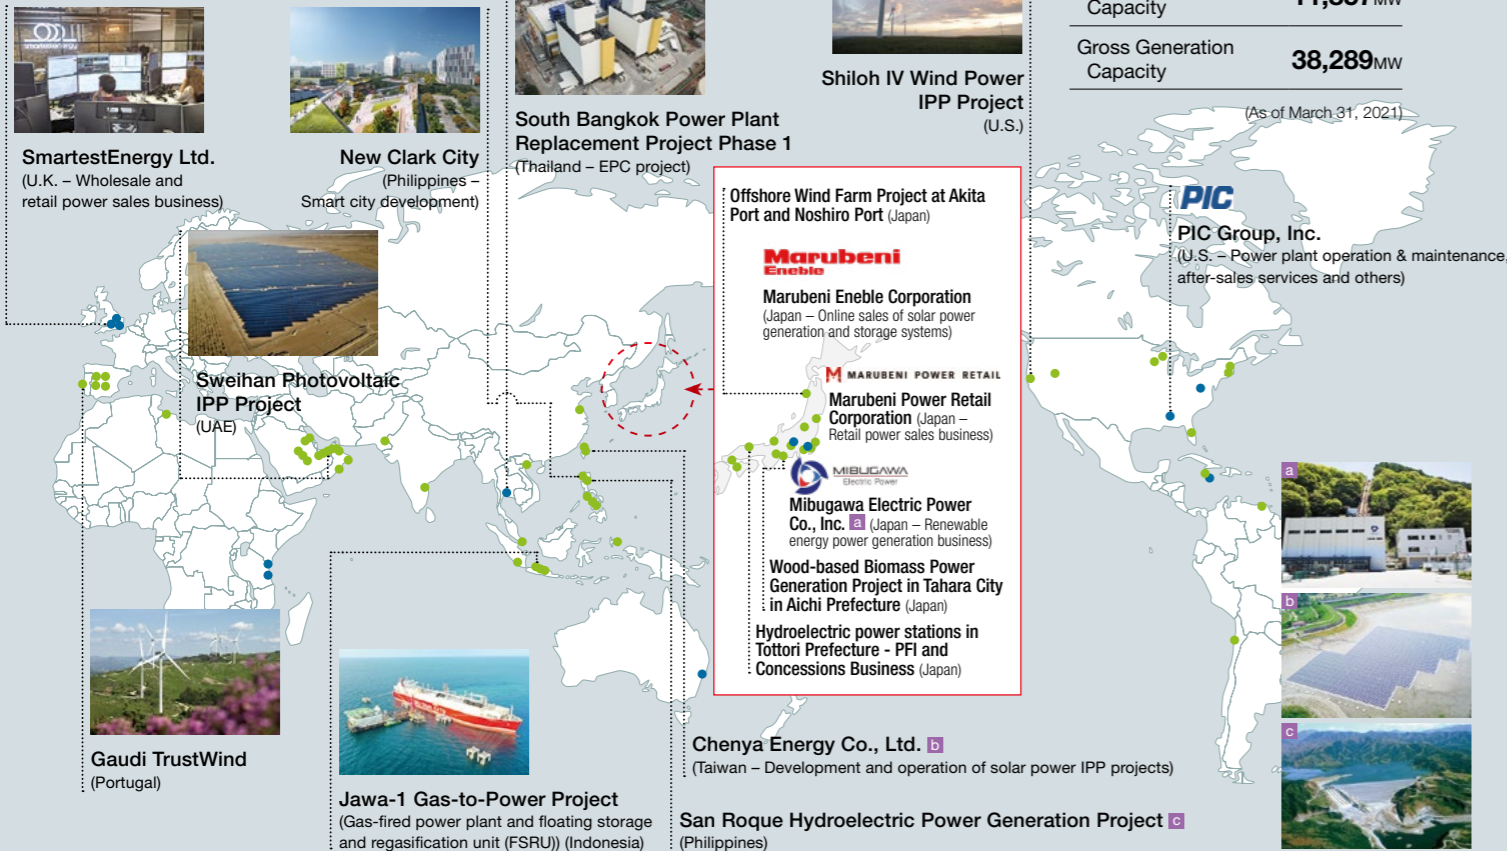 Capacity
MW
Gross Generation
Capacity
38,289MW
(As of March 31, 2021)
SmartestEnergy Ltd.
(U.K. – Wholesale and
retail power sales business)
New Clark City
(Philippines –
Smart city development)
South Bangkok Power Plant
Replacement Project Phase 1
(Thailand – EPC project)
Shiloh IV Wind Power
IPP Project
(U.S.)
PIC
PIC Group, Inc.
(U.S. – Power plant operation & maintenance,
after-sales services and others)
Sweihan Photovoltaic
IPP Project
(UAE)
Offshore Wind Farm Project at Akita
Port and Noshiro Port (Japan)
Marubeni
Eneble
Marubeni Eneble Corporation
(Japan – Online sales of solar power
generation and storage systems)
MARUBENI POWER RETAIL
Marubeni Power Retail
Corporation (Japan –
Retail power sales business)
MIBUGAWA
Electric Power
Mibugawa Electric Power
Co., Inc. a (Japan – Renewable
energy power generation business)
Wood-based Biomass Power
Generation Project in Tahara City
in Aichi Prefecture (Japan)
Hydroelectric power stations in
Tottori Prefecture - PFI and
Concessions Business (Japan)
Gaudi TrustWind
(Portugal)
Jawa-1 Gas-to-Power Project
(Gas-fired power plant and floating storage
and regasification unit (FSRU)) (Indonesia)
Chenya Energy Co., Ltd. b
(Taiwan – Development and operation of solar power IPP projects)
San Roque Hydroelectric Power Generation Project c
(Philippines)
a
b
c